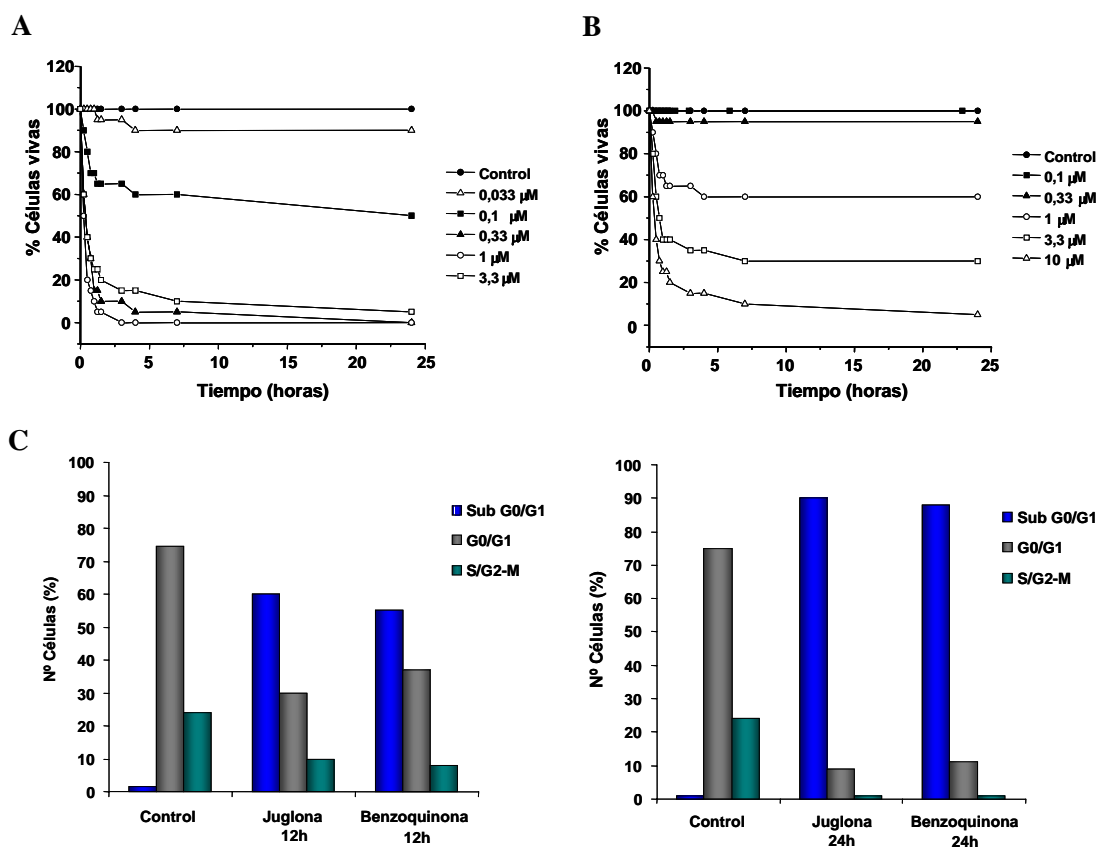 A
% Células vivas
120
100
80
60
40
20
0
0 5 10 15 20 25
Tiempo (horas)
Control
0,033 µM
0,1 µM
0,33 µM
1 µM
3,3 µM
B
% Células vivas
120
100
80
60
40
20
0
0 5 10 15 20 25
Tiempo (horas)
Control
0,1 µM
0,33 µM
1 µM
3,3 µM
10 µM
C
Nº Células (%)
100
90
80
70
60
50
40
30
20
10
0
Control
Juglona
12h
Benzoquinona
12h
Sub G0/G1
G0/G1
S/G2-M
Nº Células (%)
100
90
80
70
60
50
40
30
20
10
0
Control
Juglona
24h
Benzoquinona
24h
Sub G0/G1
G0/G1
S/G2-M